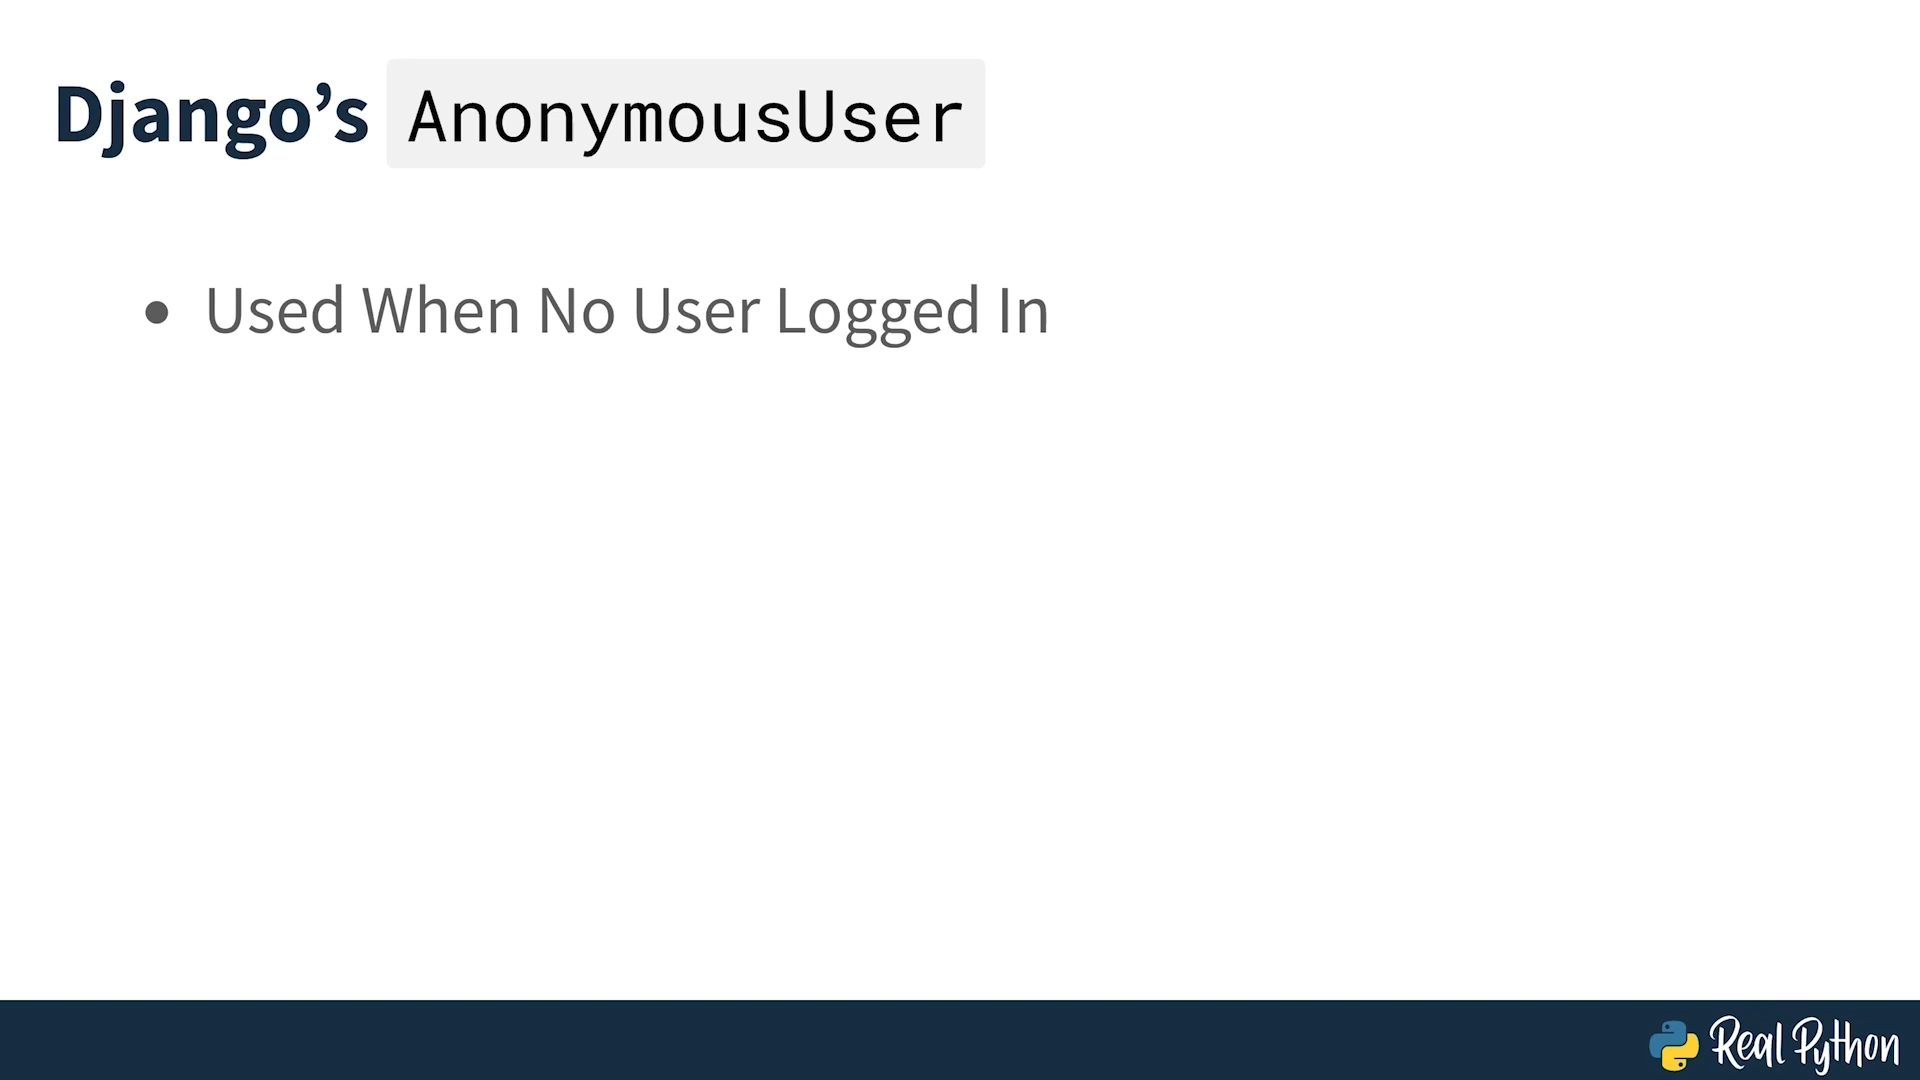 Django’s AnonymousUser
• Used When No User Logged In
Real Python